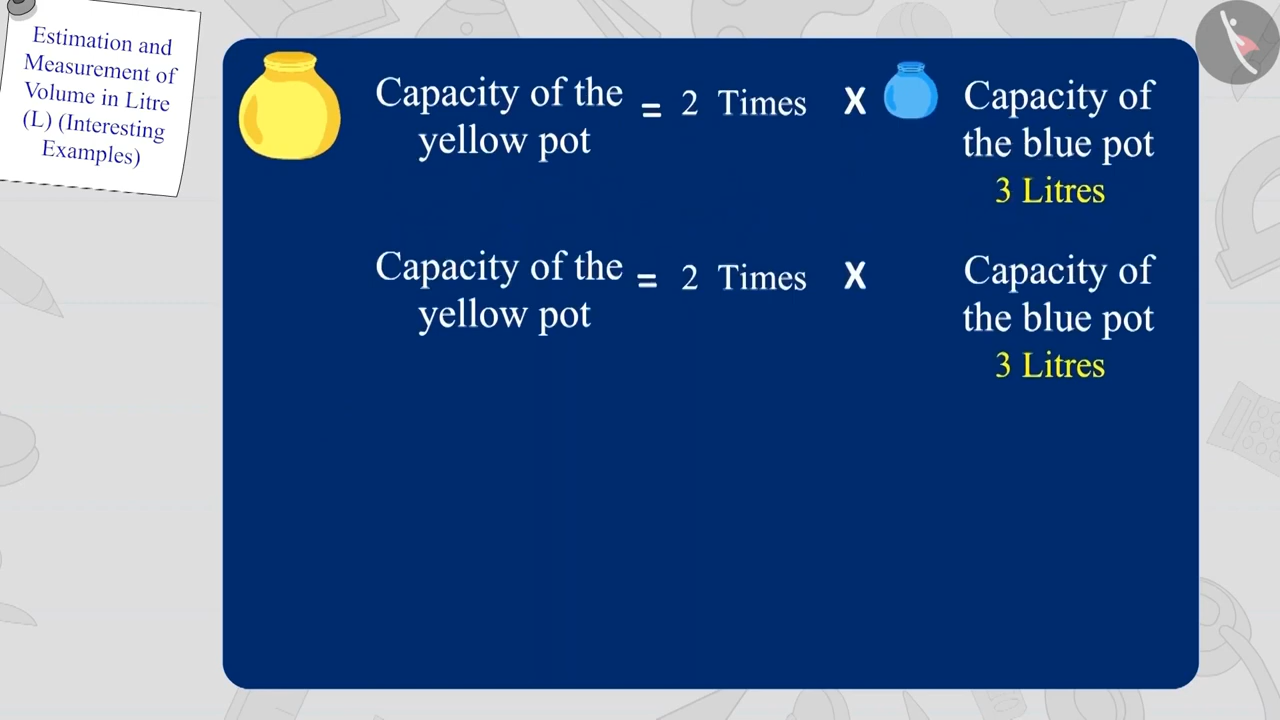 Estimation and
Measurement of
Volume in Litre
(L) (Interesting
Examples)
Capacity of the
yellow pot
= 2 Times X
Capacity of
the blue pot
3 Litres
Capacity of the
yellow pot
= 2 Times X
Capacity of
the blue pot
3 Litres